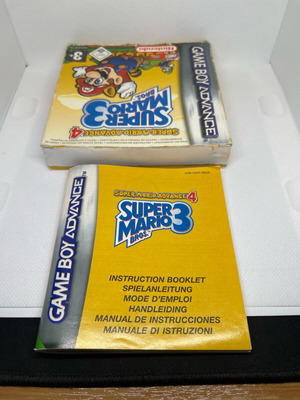 GAME BOY ADVANCE
Nintendo
3+
SUPER MARIO ADVANCE 4
SUPER
MARIO 3
BROS.
GAME BOY ADVANCE
SUPER MARIO ADVANCE 4
SUPER
MARIO 3
BROS.
INSTRUCTION BOOKLET
SPIELANLEITUNG
MODE D'EMPLOI
HANDLEIDING
MANUAL DE INSTRUCCIONES
MANUALE DI ISTRUZIONI